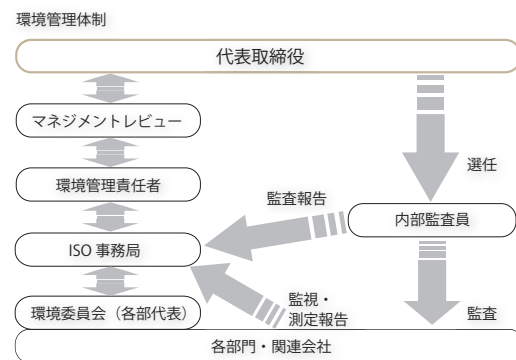 環境管理体制
代表取締役
マネジメントレビュー
選任
環境管理責任者
監査報告
内部監査員
ISO 事務局
監視・
測定報告
環境委員会（各部代表）
監査
各部門・関連会社